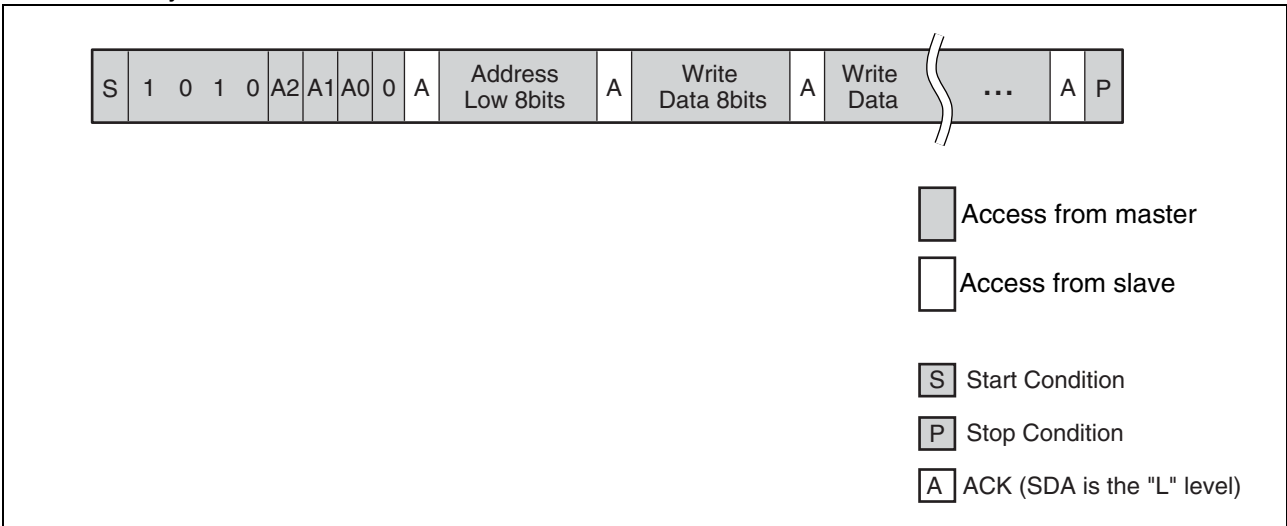 S 1 0 1 0 A2 A1 A0 0 A Address Low 8bits A Write Data 8bits A Write Data ... A P
Access from master
Access from slave
S Start Condition
P Stop Condition
A ACK (SDA is the "L" level)